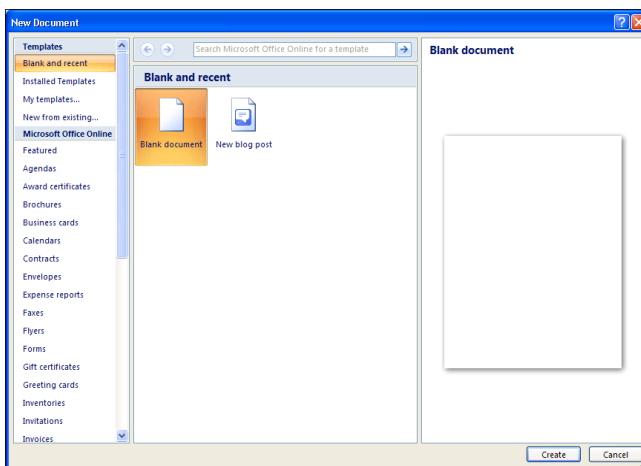 New Document
Templates
Blank and recent
Installed Templates
My templates...
New from existing...
Microsoft Office Online
Featured
Agendas
Award certificates
Brochures
Business cards
Calendars
Contracts
Envelopes
Expense reports
Faxes
Flyers
Forms
Gift certificates
Greeting cards
Inventories
Invitations
Invoices
Search Microsoft Office Online for a template
Blank and recent
Blank document
New blog post
Blank document
Create
Cancel